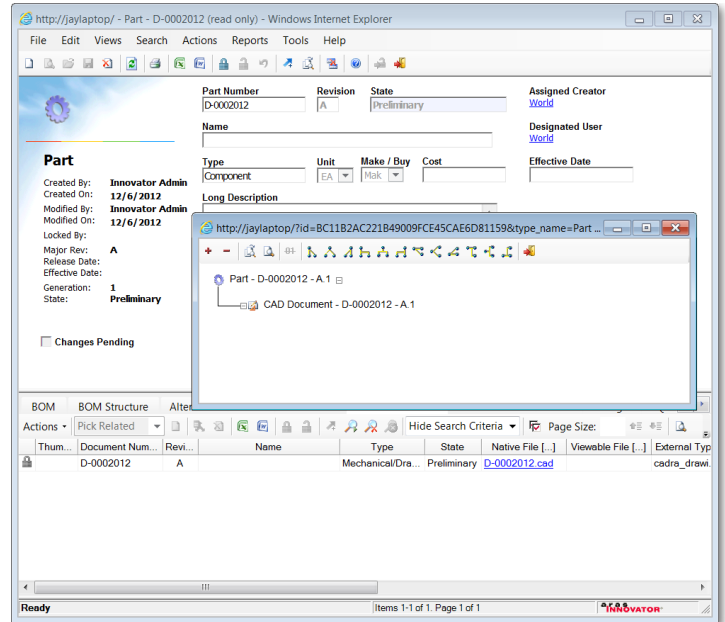 http://jaylaptop/ - Part - D-0002012 (read only) - Windows Internet Explorer
File Edit Views Search Actions Reports Tools Help
Part Number Revision State Assigned Creator
D-0002012 A Preliminary World
Name Designated User
World
Part
Type Unit Make / Buy Cost Effective Date
Component EA Mak
Created By: Innovator Admin
Created On: 12/6/2012
Long Description
Modified By: Innovator Admin
Modified On: 12/6/2012
Locked By:
Major Rev: A
Release Date:
Effective Date:
Generation: 1
State: Preliminary
Changes Pending
http://jaylaptop/?id=BC11B2AC221B49009FCE45CAE6D81159&type_name=Part ...
Part - D-0002012 - A.1
CAD Document - D-0002012 - A.1
BOM BOM Structure Alter
Actions Pick Related Hide Search Criteria Page Size:
Thum... Document Num... Revi... Name Type State Native File [...] Viewable File [...] External Typ
D-0002012 A Mechanical/Dra... Preliminary D-0002012.cad cadra_drawi.
Ready Items 1-1 of 1. Page 1 of 1 aras INNOVATOR